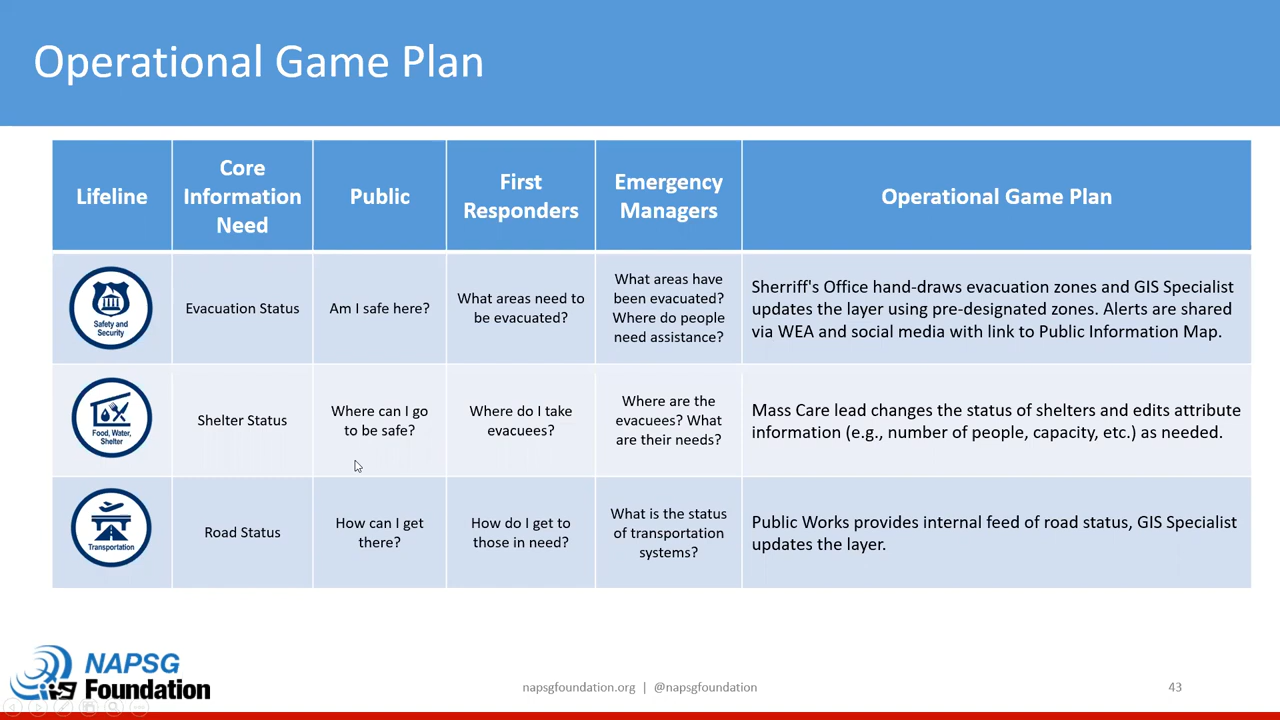 Operational Game Plan
Lifeline
Core
Information
Need
Public
First
Responders
Emergency
Managers
Operational Game Plan
Safety and
Security
Evacuation Status
Am I safe here?
What areas need to
be evacuated?
What areas have
been evacuated?
Where do people
need assistance?
Sherriff's Office hand-draws evacuation zones and GIS Specialist
updates the layer using pre-designated zones. Alerts are shared
via WEA and social media with link to Public Information Map.
Food, Water,
Shelter
Shelter Status
Where can I go
to be safe?
Where do I take
evacuees?
Where are the
evacuees? What
are their needs?
Mass Care lead changes the status of shelters and edits attribute
information (e.g., number of people, capacity, etc.) as needed.
Transportation
Road Status
How can I get
there?
How do I get to
those in need?
What is the status
of transportation
systems?
Public Works provides internal feed of road status, GIS Specialist
updates the layer.
NAPSG
Foundation
napsgfoundation.org | @napsgfoundation
43